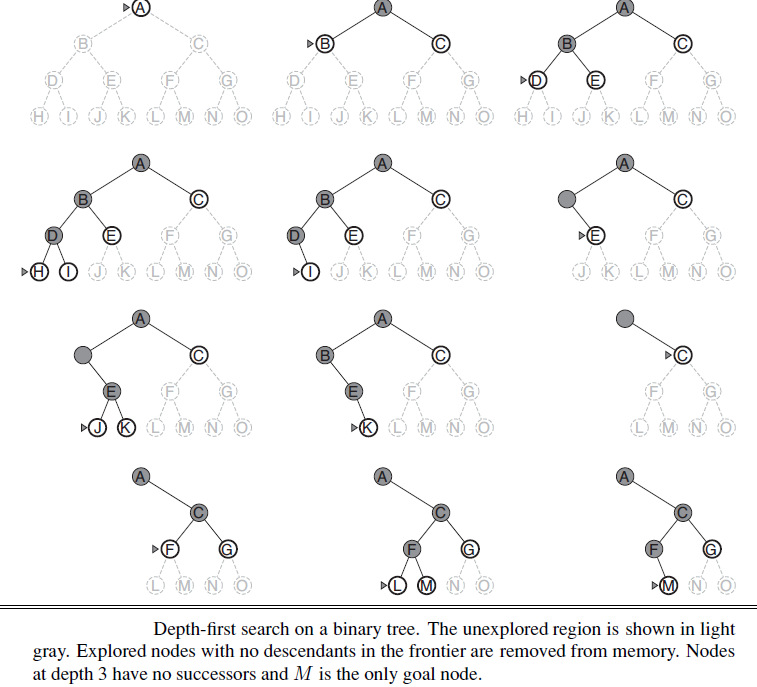 A
B C
D E F G
H I J K L M N O
A
B C
D E F G
H I J K L M N O
A
B C
D E F G
H I J K L M N O
A
B C
D E F G
H I J K L M N O
A
B C
D E F G
I J K L M N O
A
C
E F G
J K L M N O
A
C
E F G
J K L M N O
A
B C
E F G
K L M N O
C
F G
L M N O
A
C
F G
L M N O
A
C
F G
L M N O
A
C
F G
M N O
Depth-first search on a binary tree. The unexplored region is shown in light
gray. Explored nodes with no descendants in the frontier are removed from memory. Nodes
at depth 3 have no successors and M is the only goal node.